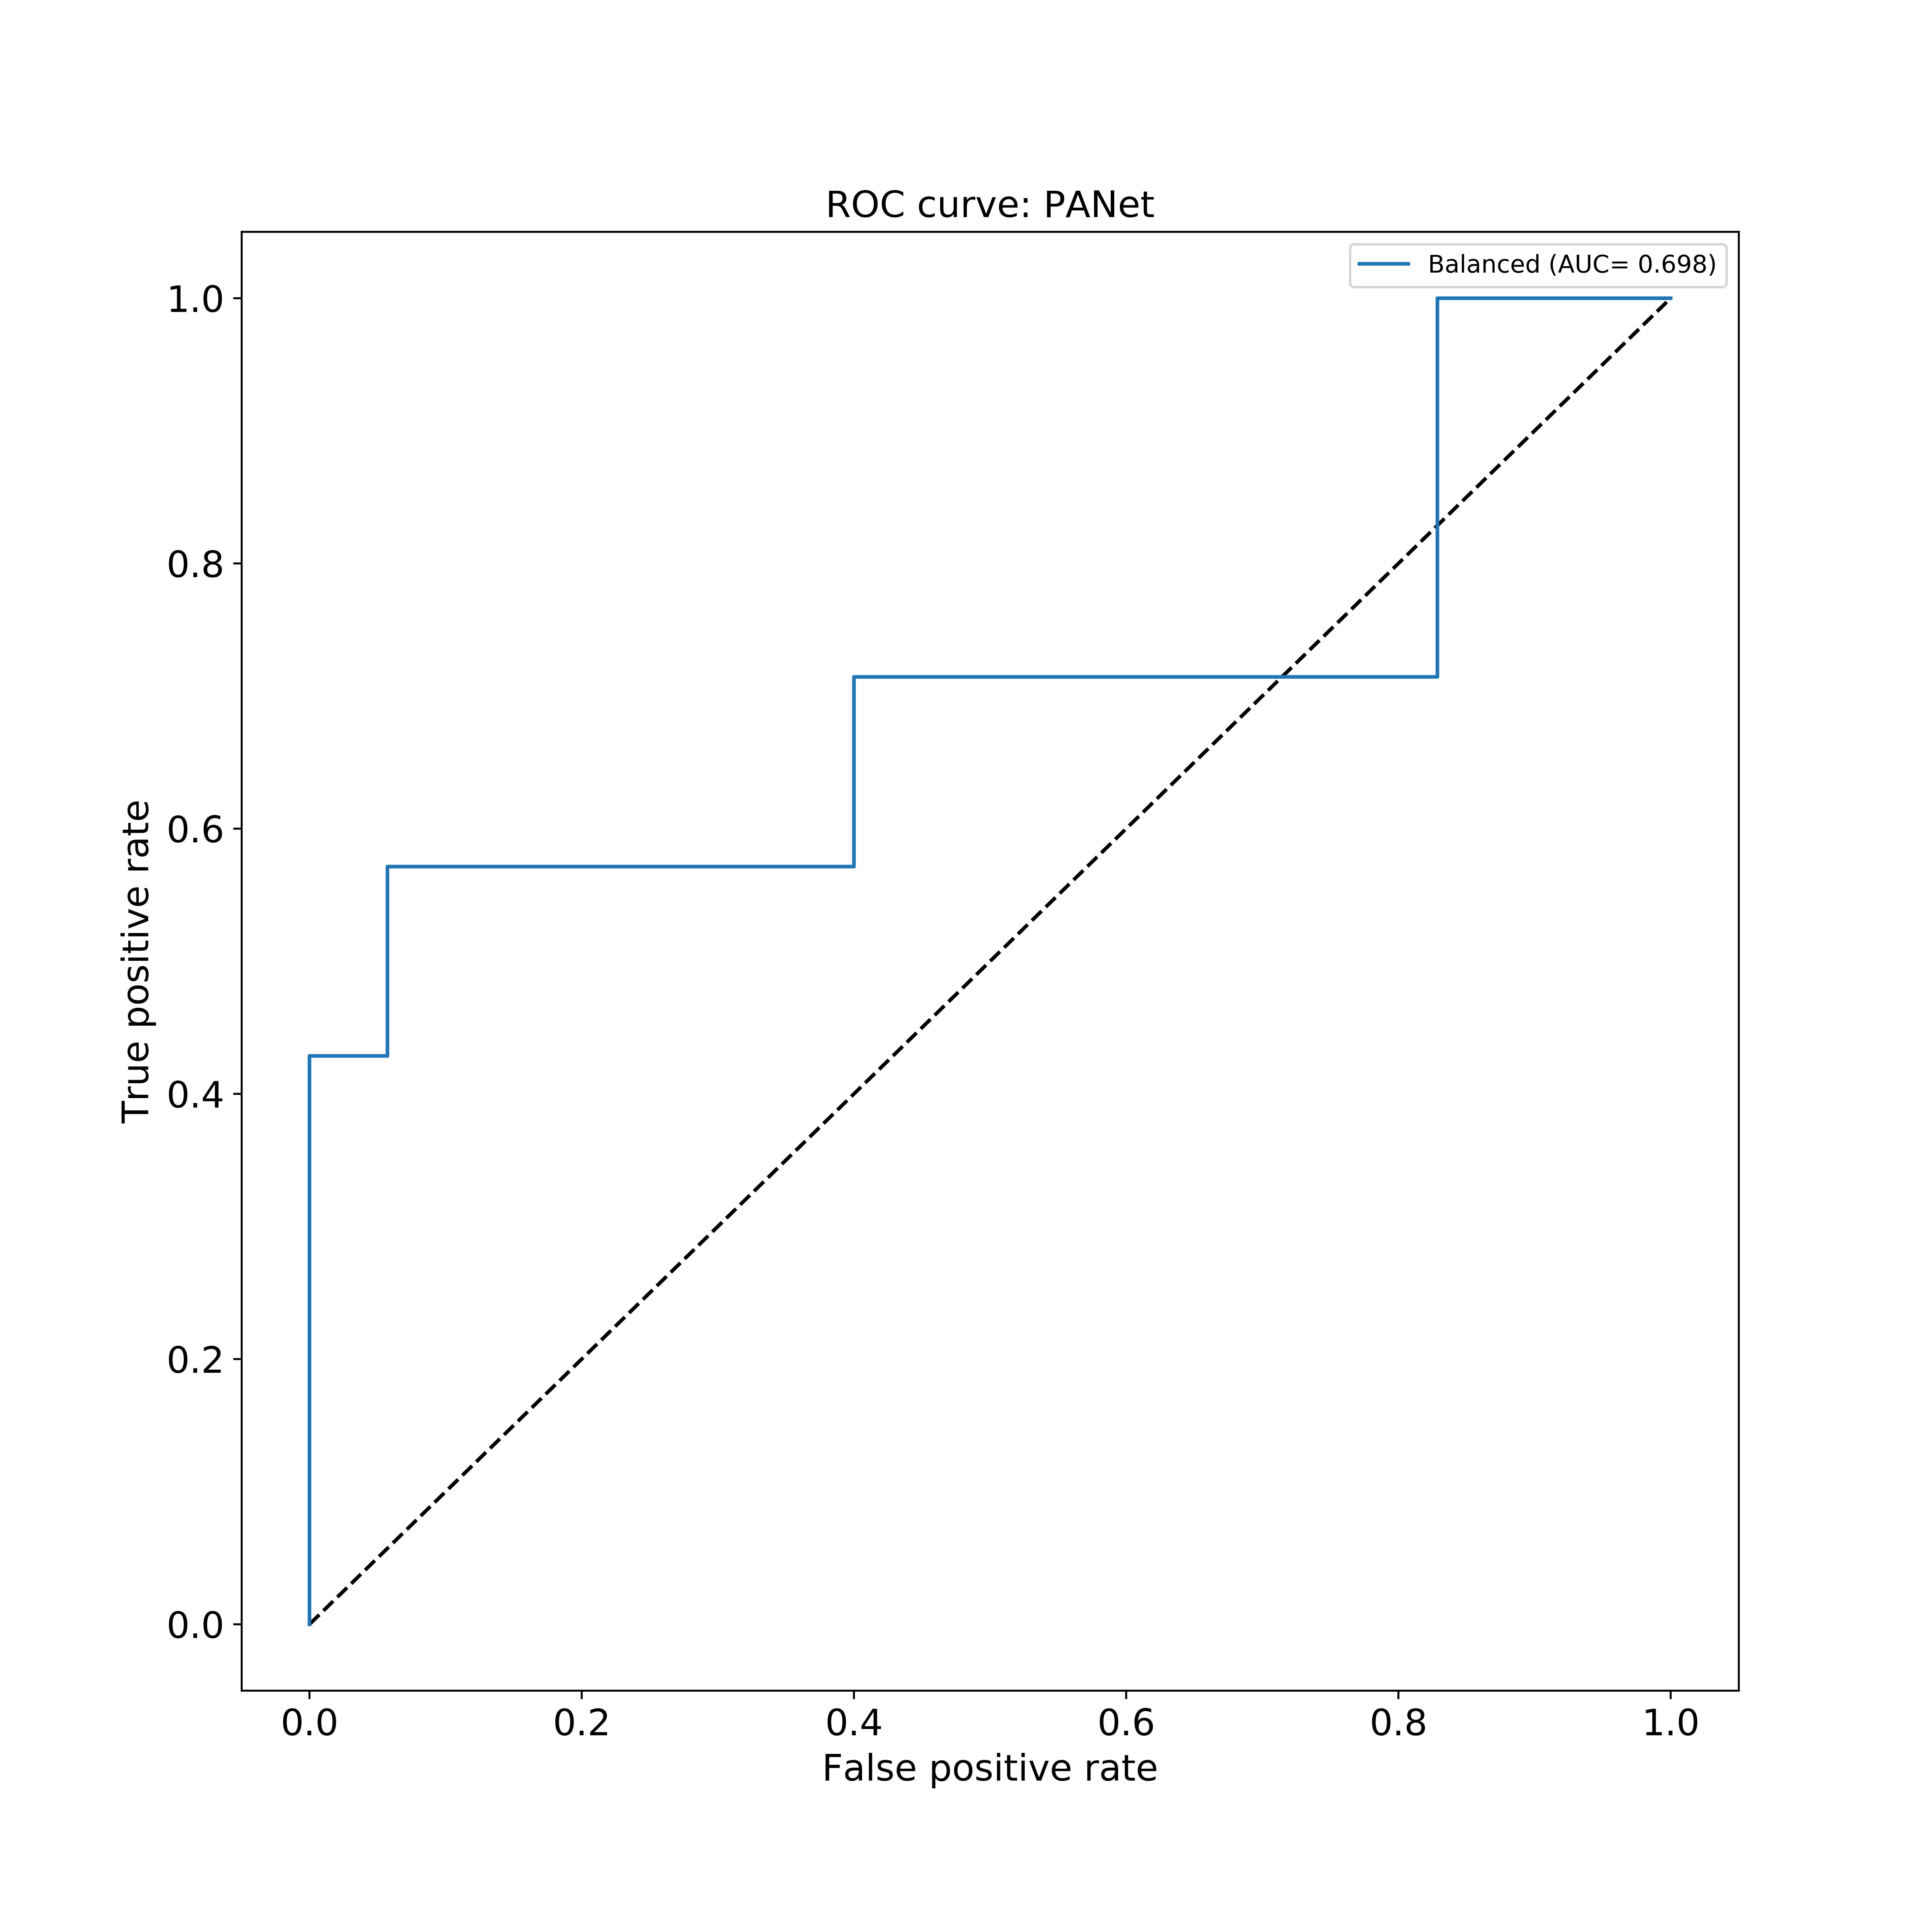 ROC curve: PANet
Balanced (AUC= 0.698)
1.0
0.8
0.6
0.4
0.2
0.0
True positive rate
0.0 0.2 0.4 0.6 0.8 1.0
False positive rate